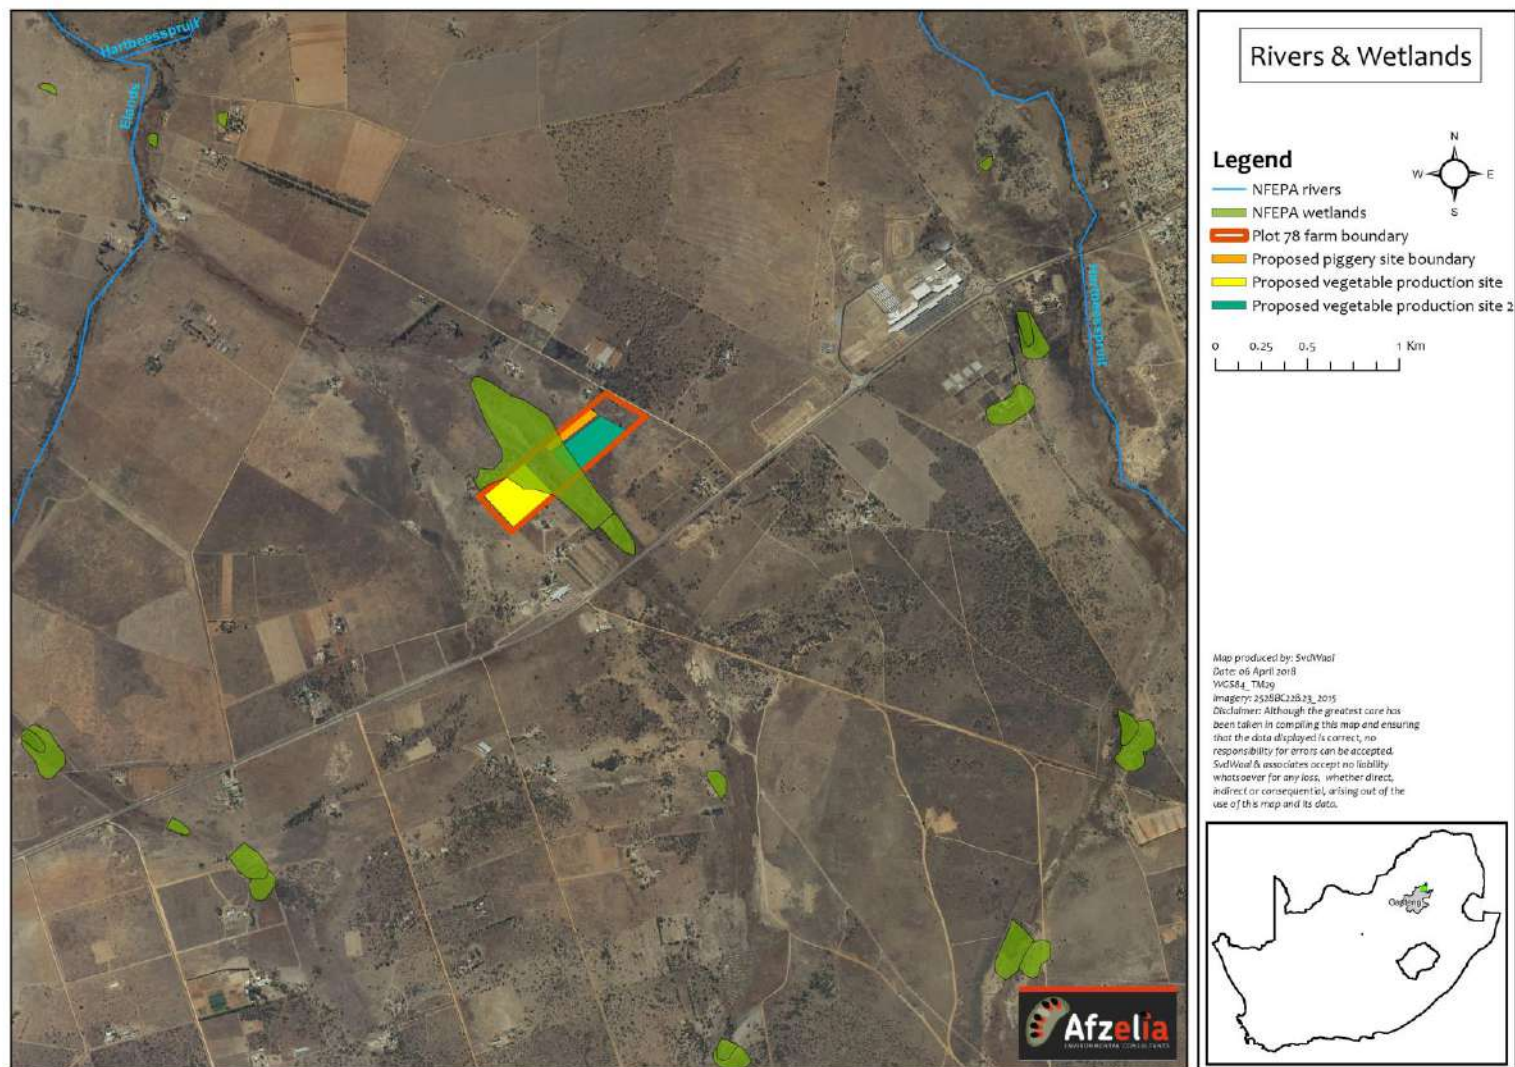 Rivers & Wetlands
N
W
E
S
Legend
NFEPA rivers
NFEPA wetlands
Plot 78 farm boundary
Proposed piggery site boundary
Proposed vegetable production site
Proposed vegetable production site 2
0 0.25 0.5 1 Km
Hartbeesspruit
Elands
Hartbeesspruit
Map produced by: SvdWaal
Date: 06 April 2018
WGS84_TM29
Imagery: 2528BC22B23_2015
Disclaimer: Although the greatest care has
been taken in compiling this map and ensuring
that the data displayed is correct, no
responsibility for errors can be accepted.
SvdWaal & associates accept no liability
whatsoever for any loss, whether direct,
indirect or consequential, arising out of the
use of this map and its data.
Gauteng
Afzelia
ENVIRONMENTAL CONSULTANTS